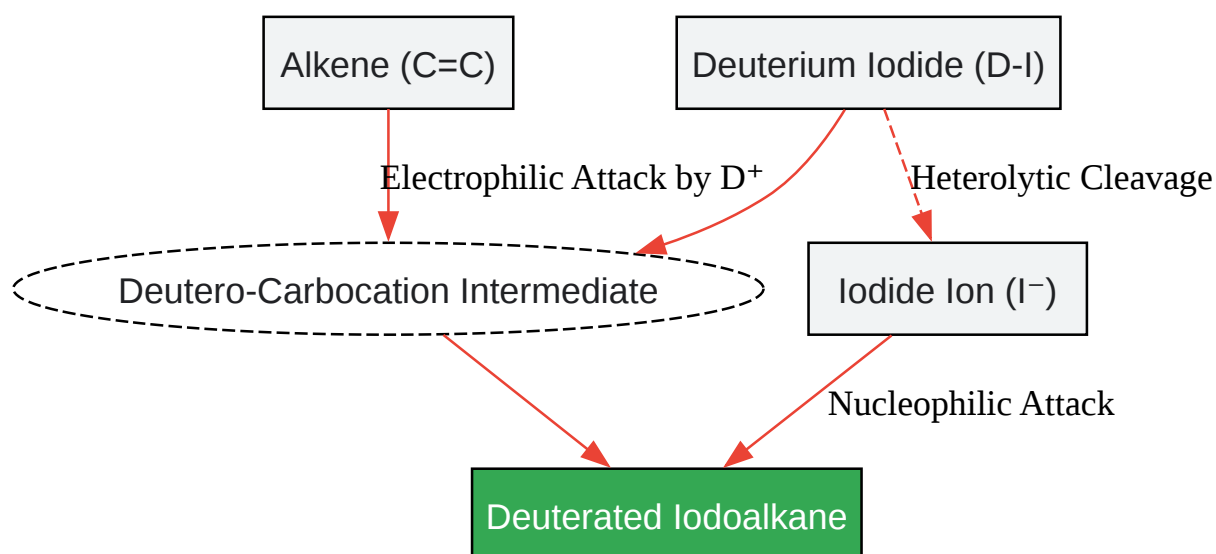 Alkene (C=C)
Deuterium Iodide (D-I)
Electrophilic Attack by D⁺
Heterolytic Cleavage
Deutero-Carbocation Intermediate
Iodide Ion (I⁻)
Nucleophilic Attack
Deuterated Iodoalkane